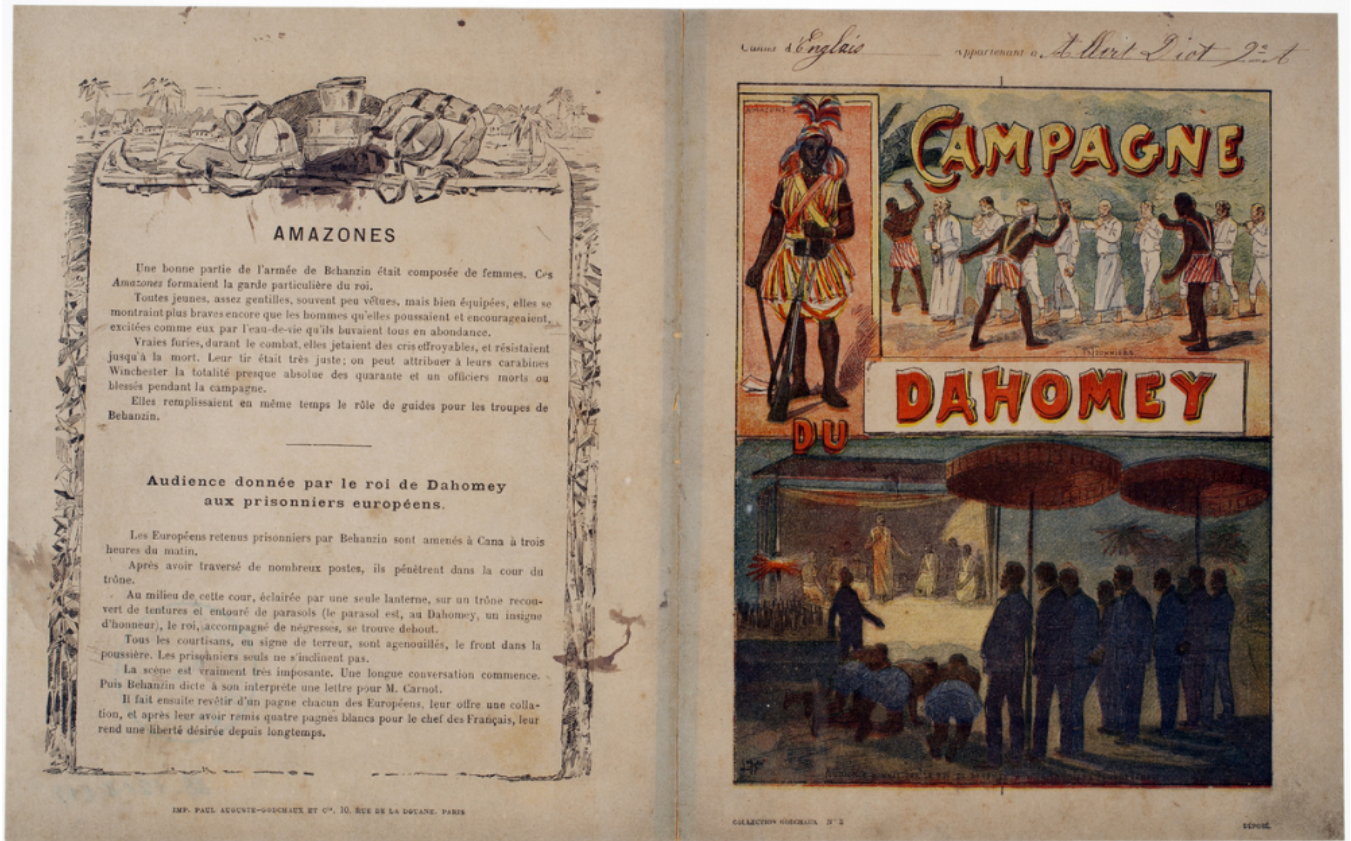 AMAZONES
Une bonne partie de l'armée de Behanzin était composée de femmes. Ces
Amazones formaient la garde particulière du roi.
Toutes jeunes, assez gentilles, souvent peu vêtues, mais bien équipées, elles se
montraint plus braves encore que les hommes qu'elles poussaient et encourageaient,
excitées comme eux par l'eau-de-vie qu'ils buvaient tous en abondance.
Vraies furies, durant le combat, elles jetaient des cris effroyables, et résistaient
jusqu'à la mort. Leur tir était très juste; on peut attribuer à leurs carabines
Winchester la totalité presque absolue des quarante et un officiers morts ou
blessés pendant la campagne.
Elles remplissaient en même temps le rôle de guides pour les troupes de
Behanzin.
Audience donnée par le roi de Dahomey
aux prisonniers européens.
Les Européens retenus prisonniers par Behanzin sont amenés à Cana à trois
heures du matin.
Après avoir traversé de nombreux postes, ils pénètrent dans la cour du
trône.
Au milieu de cette cour, éclairée par une seule lanterne, sur un trône recou-
vert de tentures et entouré de parasols (le parasol est, au Dahomey, un insigne
d'honneur), le roi, accompagné de négresses, se trouve debout.
Tous les courtisans, en signe de terreur, sont agenouillés, le front dans la
poussière. Les prisonniers seuls ne s'inclinent pas.
La scène est vraiment très imposante. Une longue conversation commence.
Puis Behanzin dicte à son interprète une lettre pour M. Carnot.
Il fait ensuite revêtir d'un pagne chacun des Européens, leur offre une colla-
tion, et après leur avoir remis quatre pagnes blancs pour le chef des Français, leur
rend une liberté désirée depuis longtemps.
IMP. PAUL AUGUSTE-GODCHAUX ET Cie, 10, RUE DE LA DOUANE, PARIS
Cahier d'Anglais appartenant à Albert Diot 2e A
AMAZONE
CAMPAGNE
PRISONNIERS
DU
DAHOMEY
COLLECTION GODCHAUX N° 2
DÉPOSÉ